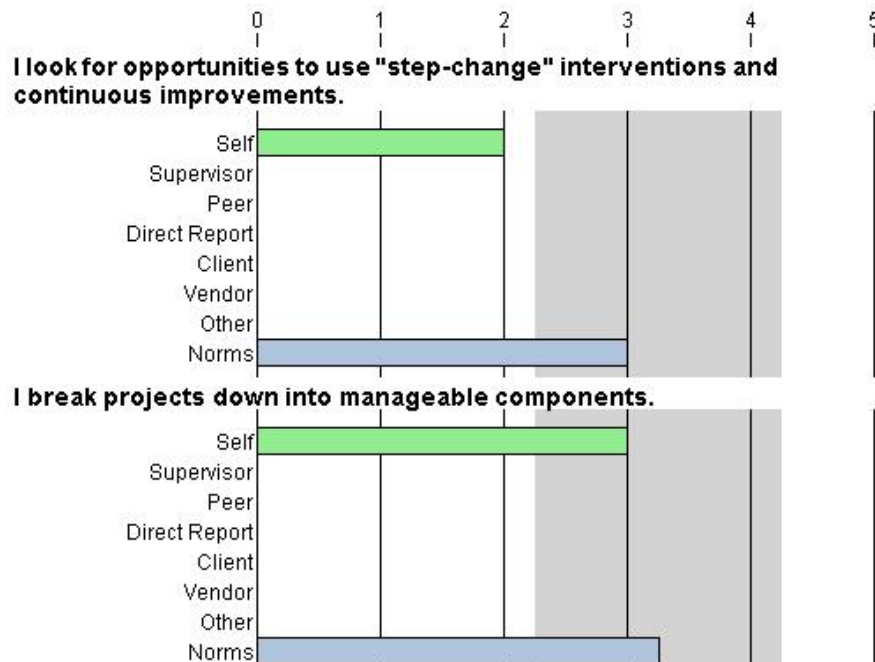 0 1 2 3 4 5
I look for opportunities to use "step-change" interventions and
continuous improvements.
Self
Supervisor
Peer
Direct Report
Client
Vendor
Other
Norms
I break projects down into manageable components.
Self
Supervisor
Peer
Direct Report
Client
Vendor
Other
Norms